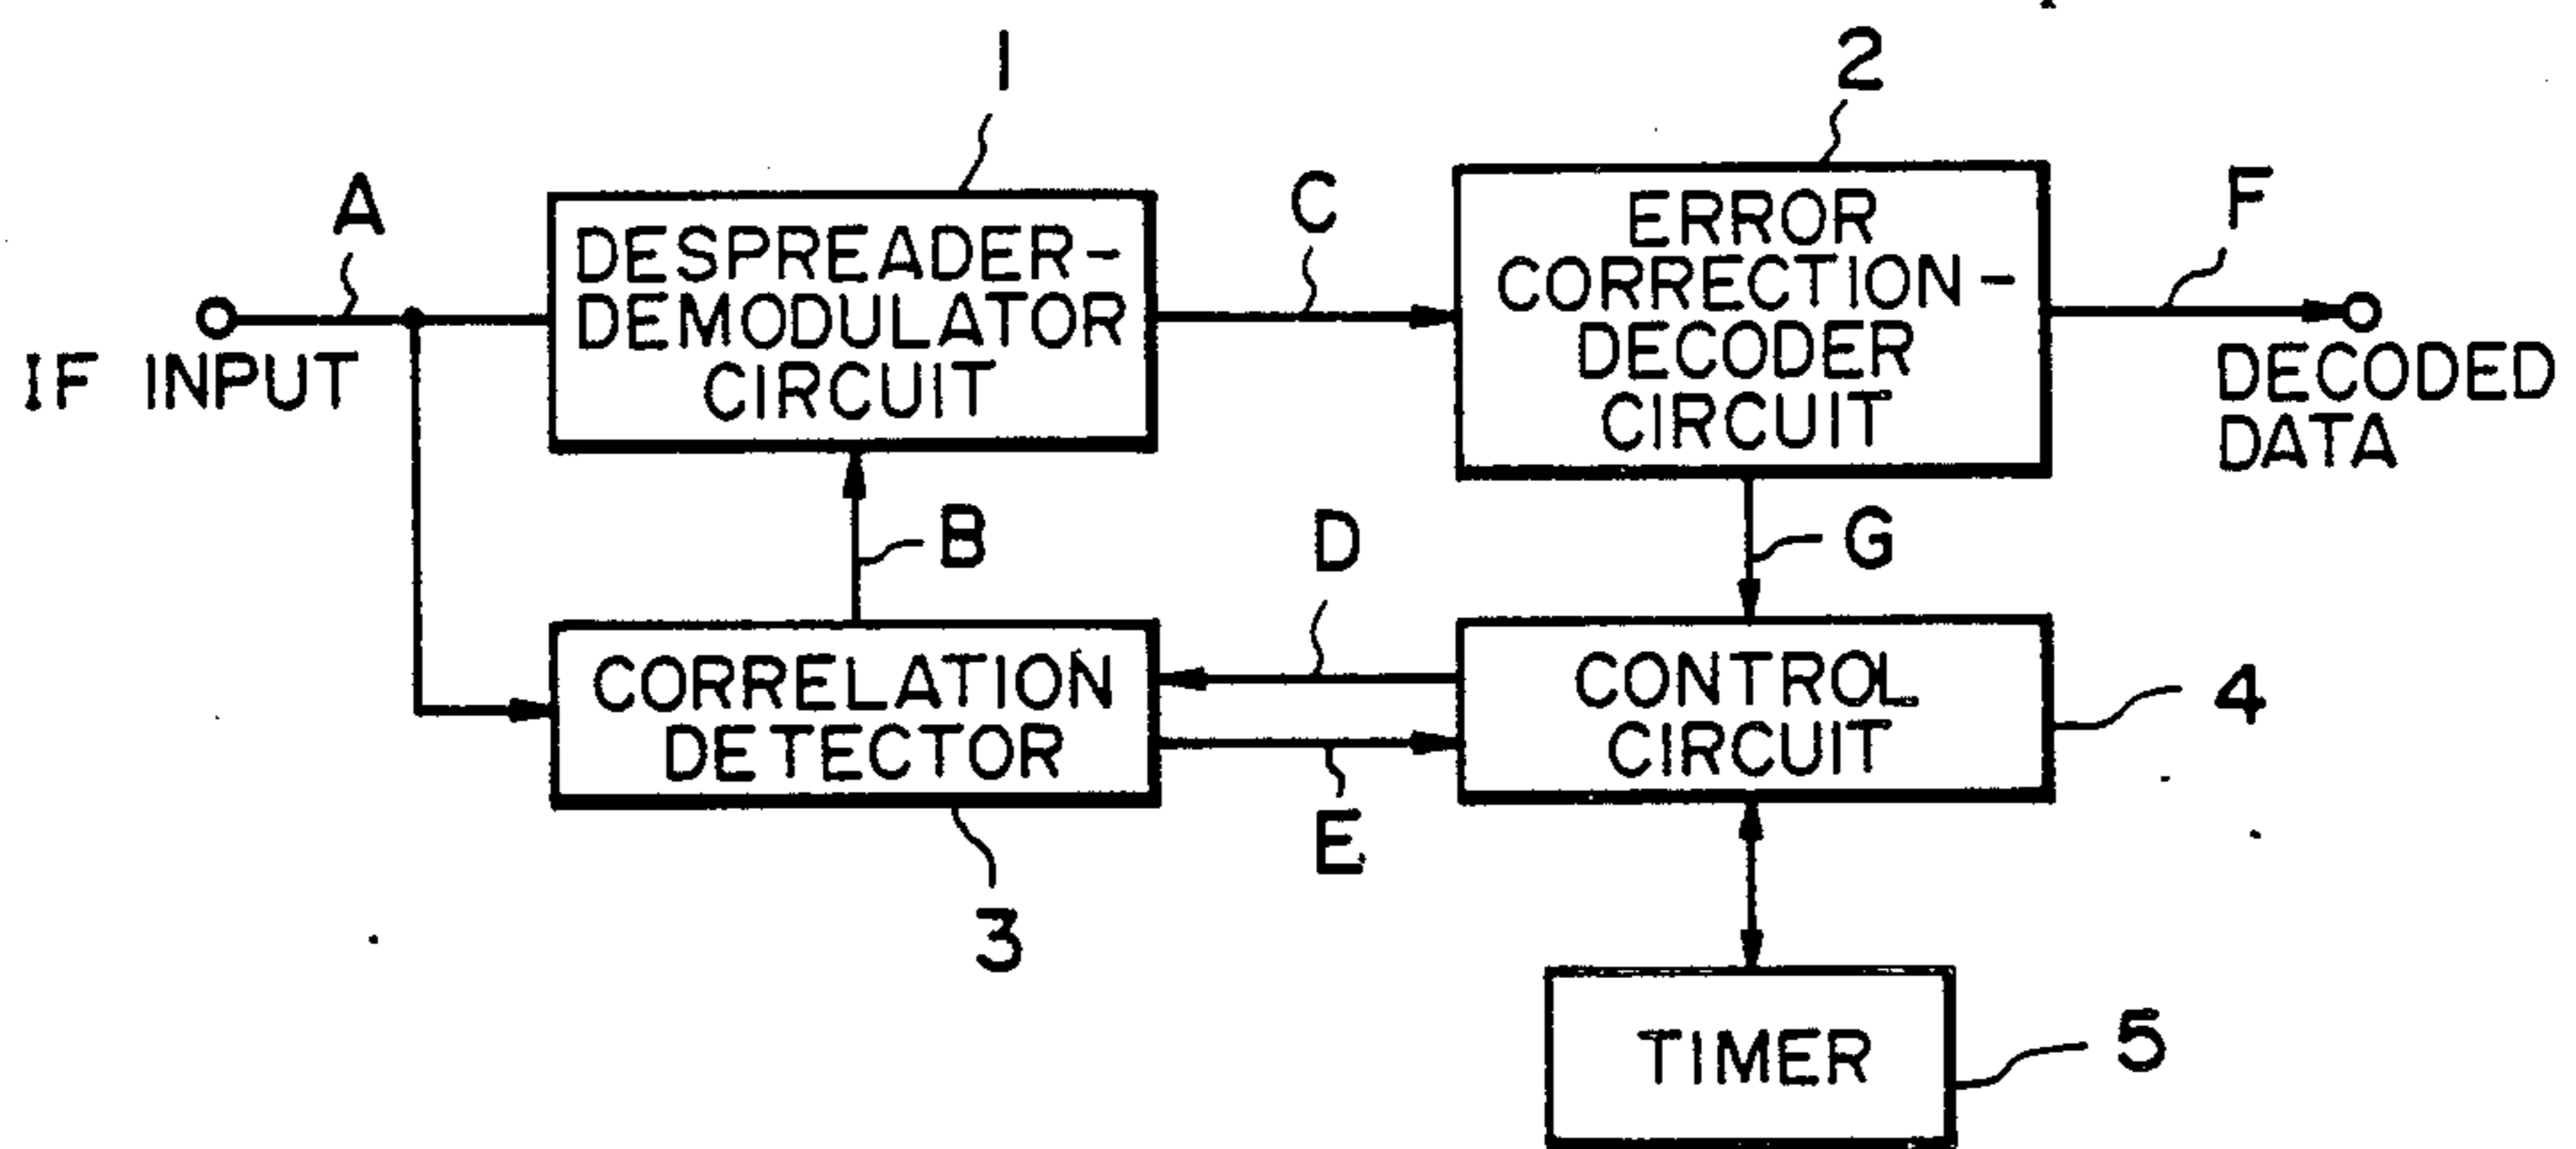 1
2
A
DESPREADER-
DEMODULATOR
CIRCUIT
C
ERROR
CORRECTION-
DECODER
CIRCUIT
F
IF INPUT
DECODED
DATA
B
D
G
CORRELATION
DETECTOR
CONTROL
CIRCUIT
4
E
3
TIMER
5